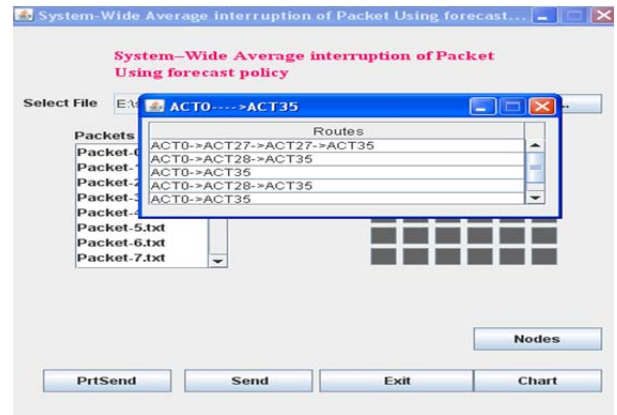 System-Wide Average interruption of Packet Using forecast...
System–Wide Average interruption of Packet
Using forecast policy
Select File
E:\
ACT0---->ACT35
Routes
ACT0->ACT27->ACT27->ACT35
ACT0->ACT28->ACT35
ACT0->ACT35
ACT0->ACT28->ACT35
ACT0->ACT35
Packets
Packet-5.txt
Packet-6.txt
Packet-7.txt
Nodes
PrtSend
Send
Exit
Chart